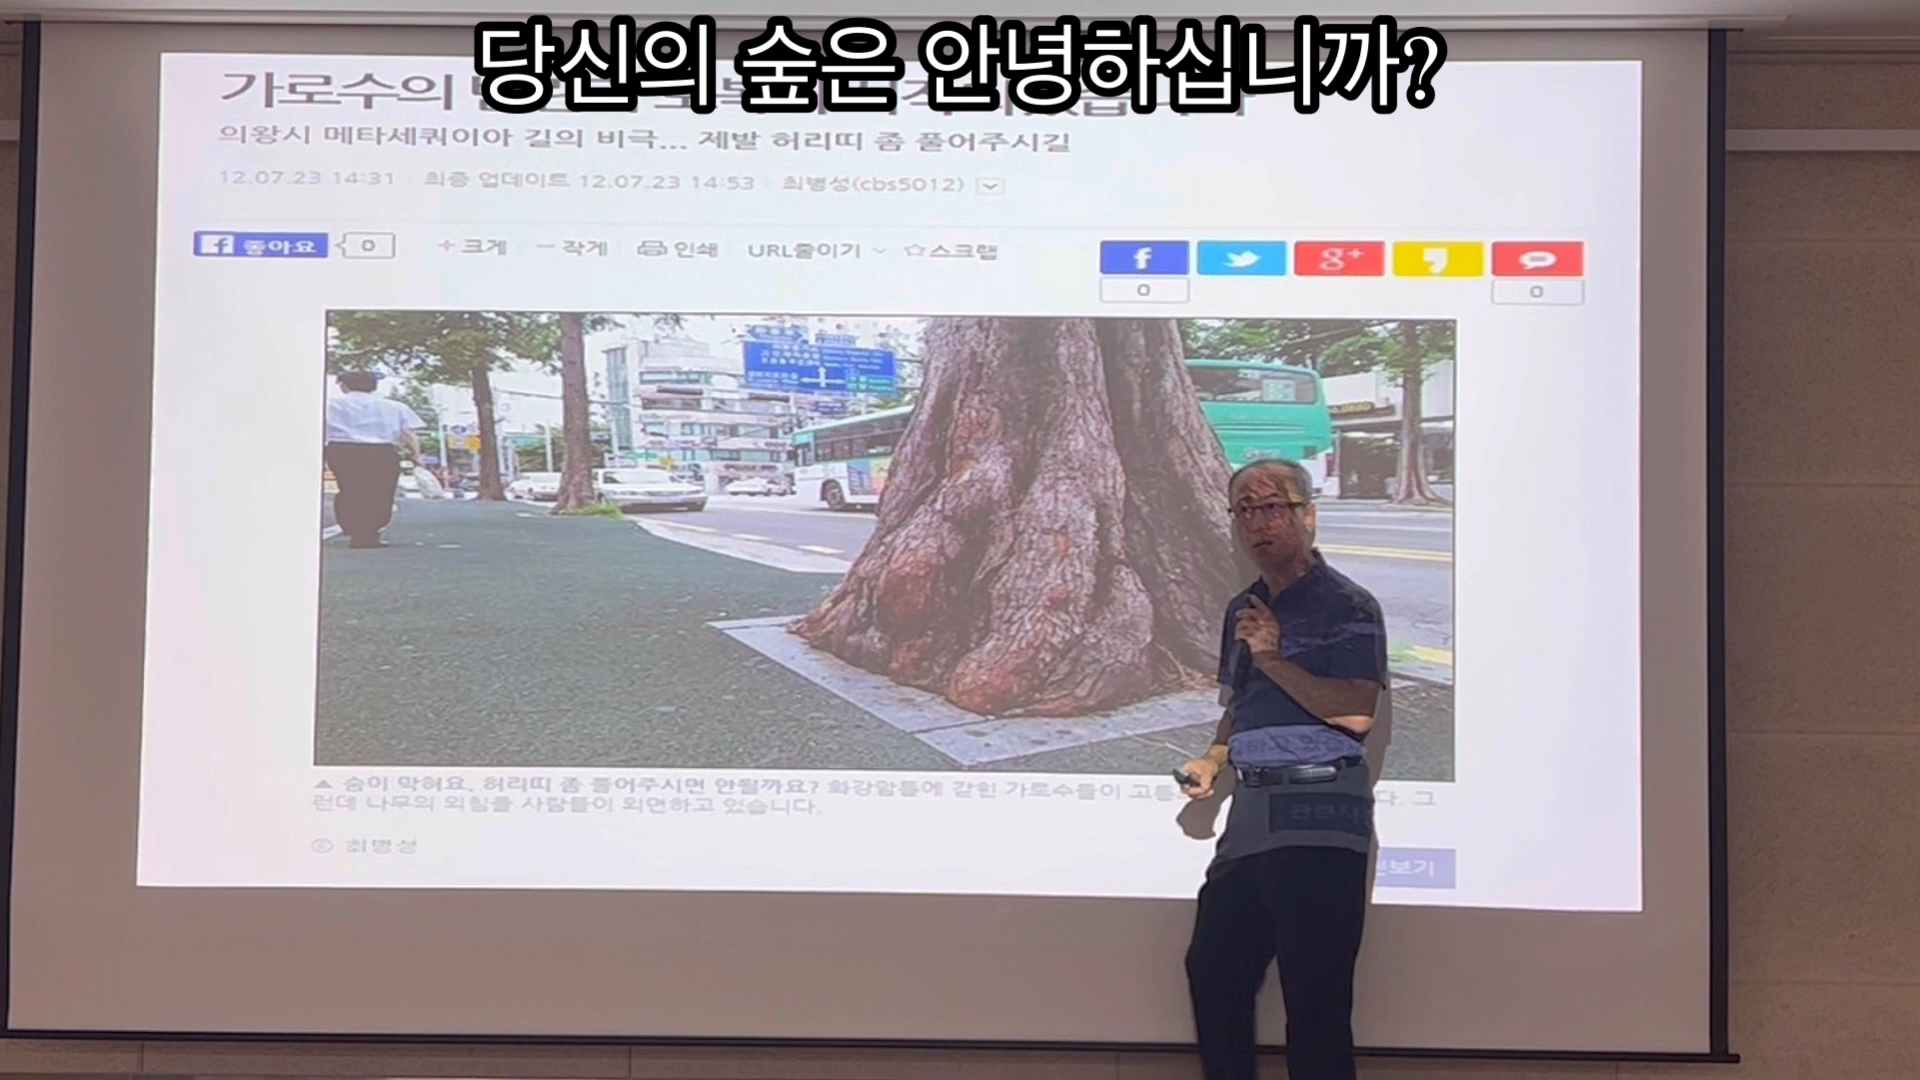 당신의 숲은 안녕하십니까?
가로수의
의왕시 메타세쿼이아 길의 비극... 제발 허리띠 좀 풀어주시길
12.07.23 14:31 최종 업데이트 12.07.23 14:53 최병성(cbs5012)
f 좋아요 0 + 크게 - 작게 인쇄 URL줄이기 ☆스크랩
f g+
0 0
▲ 숨이 막혀요. 허리띠 좀 풀어주시면 안될까요? 화강암틀에 갇힌 가로수들이 다. 그
런데 나무의 외침을 사람들이 외면하고 있습니다.
ⓒ 최병성
보기